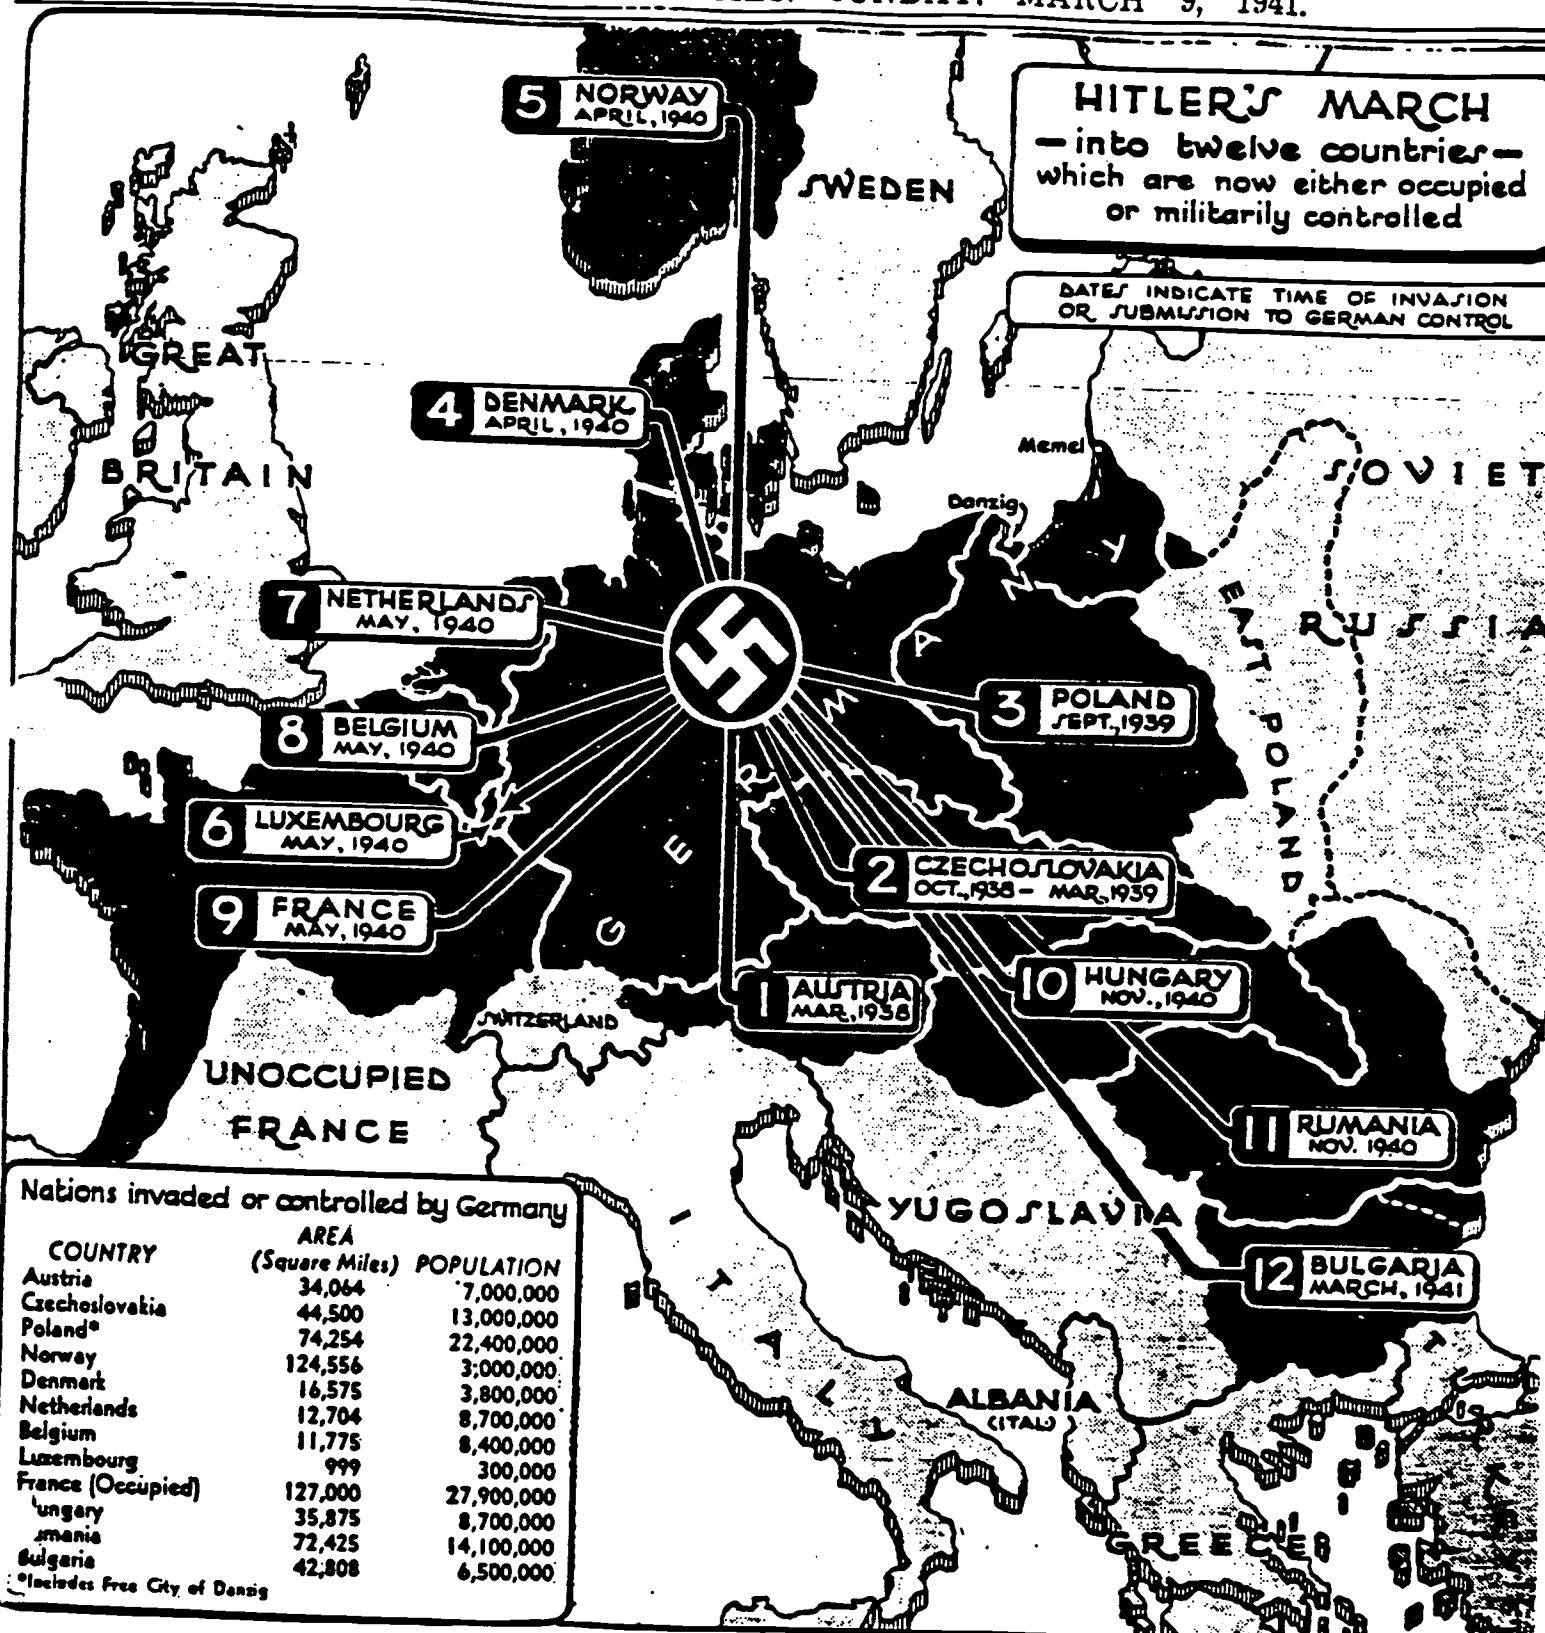 SUNDAY, MARCH 9, 1941.
HITLER'S MARCH
—into twelve countries—
which are now either occupied
or militarily controlled
DATES INDICATE TIME OF INVASION
OR SUBMISSION TO GERMAN CONTROL
5 NORWAY
APRIL, 1940
SWEDEN
GREAT
BRITAIN
4 DENMARK
APRIL, 1940
Memel
Danzig
SOVIET
RUSSIA
EAST POLAND
7 NETHERLANDS
MAY, 1940
3 POLAND
SEPT., 1939
8 BELGIUM
MAY, 1940
GERMANY
6 LUXEMBOURG
MAY, 1940
2 CZECHOSLOVAKIA
OCT., 1938 – MAR., 1939
9 FRANCE
MAY, 1940
1 AUSTRIA
MAR., 1938
10 HUNGARY
NOV., 1940
SWITZERLAND
UNOCCUPIED
FRANCE
11 RUMANIA
NOV. 1940
YUGOSLAVIA
12 BULGARIA
MARCH, 1941
ITALY
ALBANIA
(ITAL)
GREECE
Nations invaded or controlled by Germany
COUNTRY AREA (Square Miles) POPULATION
Austria 34,064 7,000,000
Czechoslovakia 44,500 13,000,000
Poland* 74,254 22,400,000
Norway 124,556 3,000,000
Denmark 16,575 3,800,000
Netherlands 12,704 8,700,000
Belgium 11,775 8,400,000
Luxembourg 999 300,000
France (Occupied) 127,000 27,900,000
ungary 35,875 8,700,000
mania 72,425 14,100,000
Bulgaria 42,808 6,500,000
*Includes Free City of Danzig